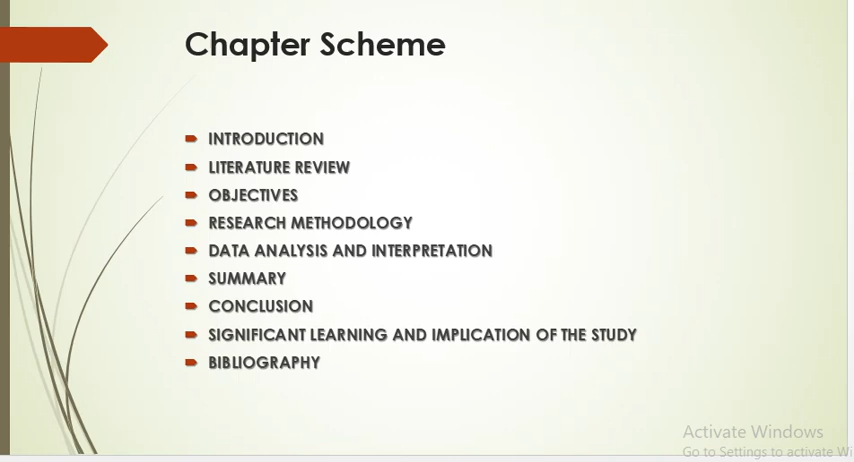 Chapter Scheme
INTRODUCTION
LITERATURE REVIEW
OBJECTIVES
RESEARCH METHODOLOGY
DATA ANALYSIS AND INTERPRETATION
SUMMARY
CONCLUSION
SIGNIFICANT LEARNING AND IMPLICATION OF THE STUDY
BIBLIOGRAPHY
Activate Windows
Go to Settings to activate Wi